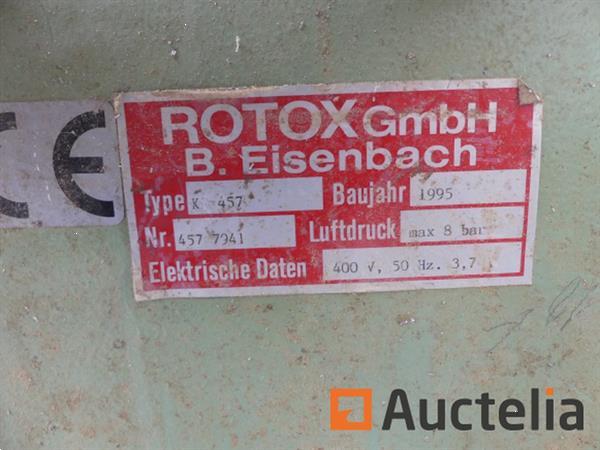 CE
ROTOX GmbH
B. Eisenbach
Type K 457 Baujahr 1995
Nr. 457 7941 Luftdruck max 8 bar
Elektrische Daten 400 V, 50 Hz. 3,7
Auctelia